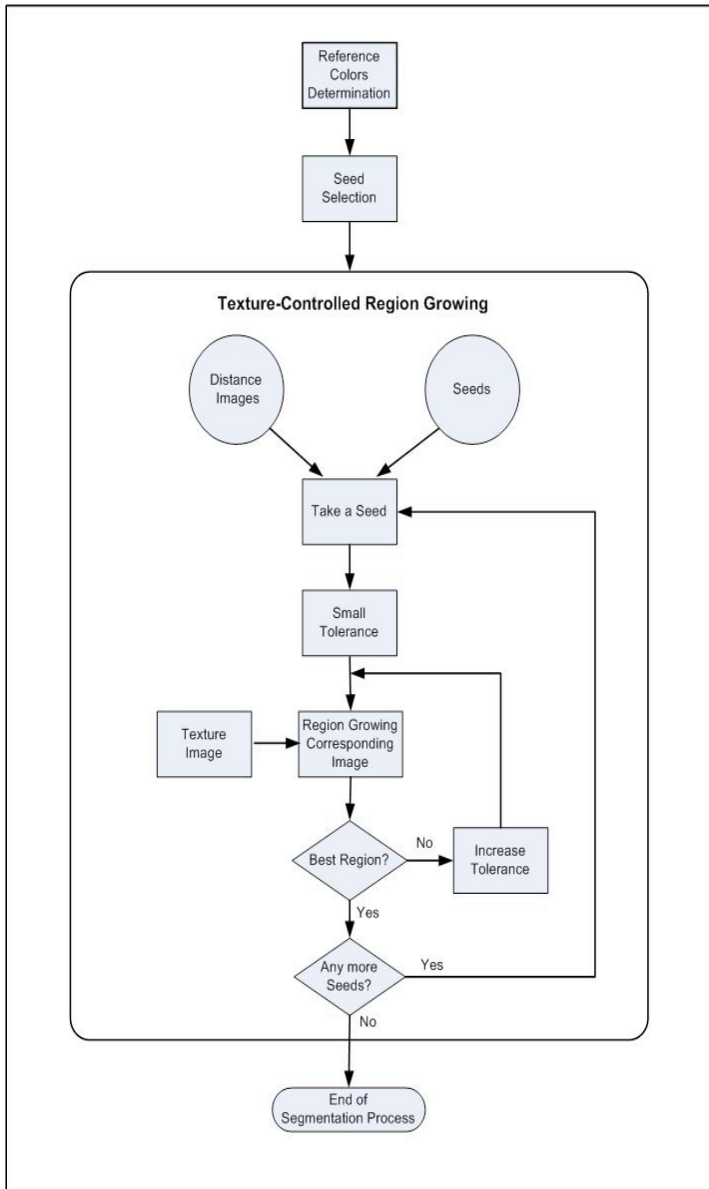 Reference
Colors
Determination
Seed
Selection
Texture-Controlled Region Growing
Distance
Images
Seeds
Take a Seed
Small
Tolerance
Texture
Image
Region Growing
Corresponding
Image
Best Region?
No
Increase
Tolerance
Yes
Any more
Seeds?
Yes
No
End of
Segmentation Process